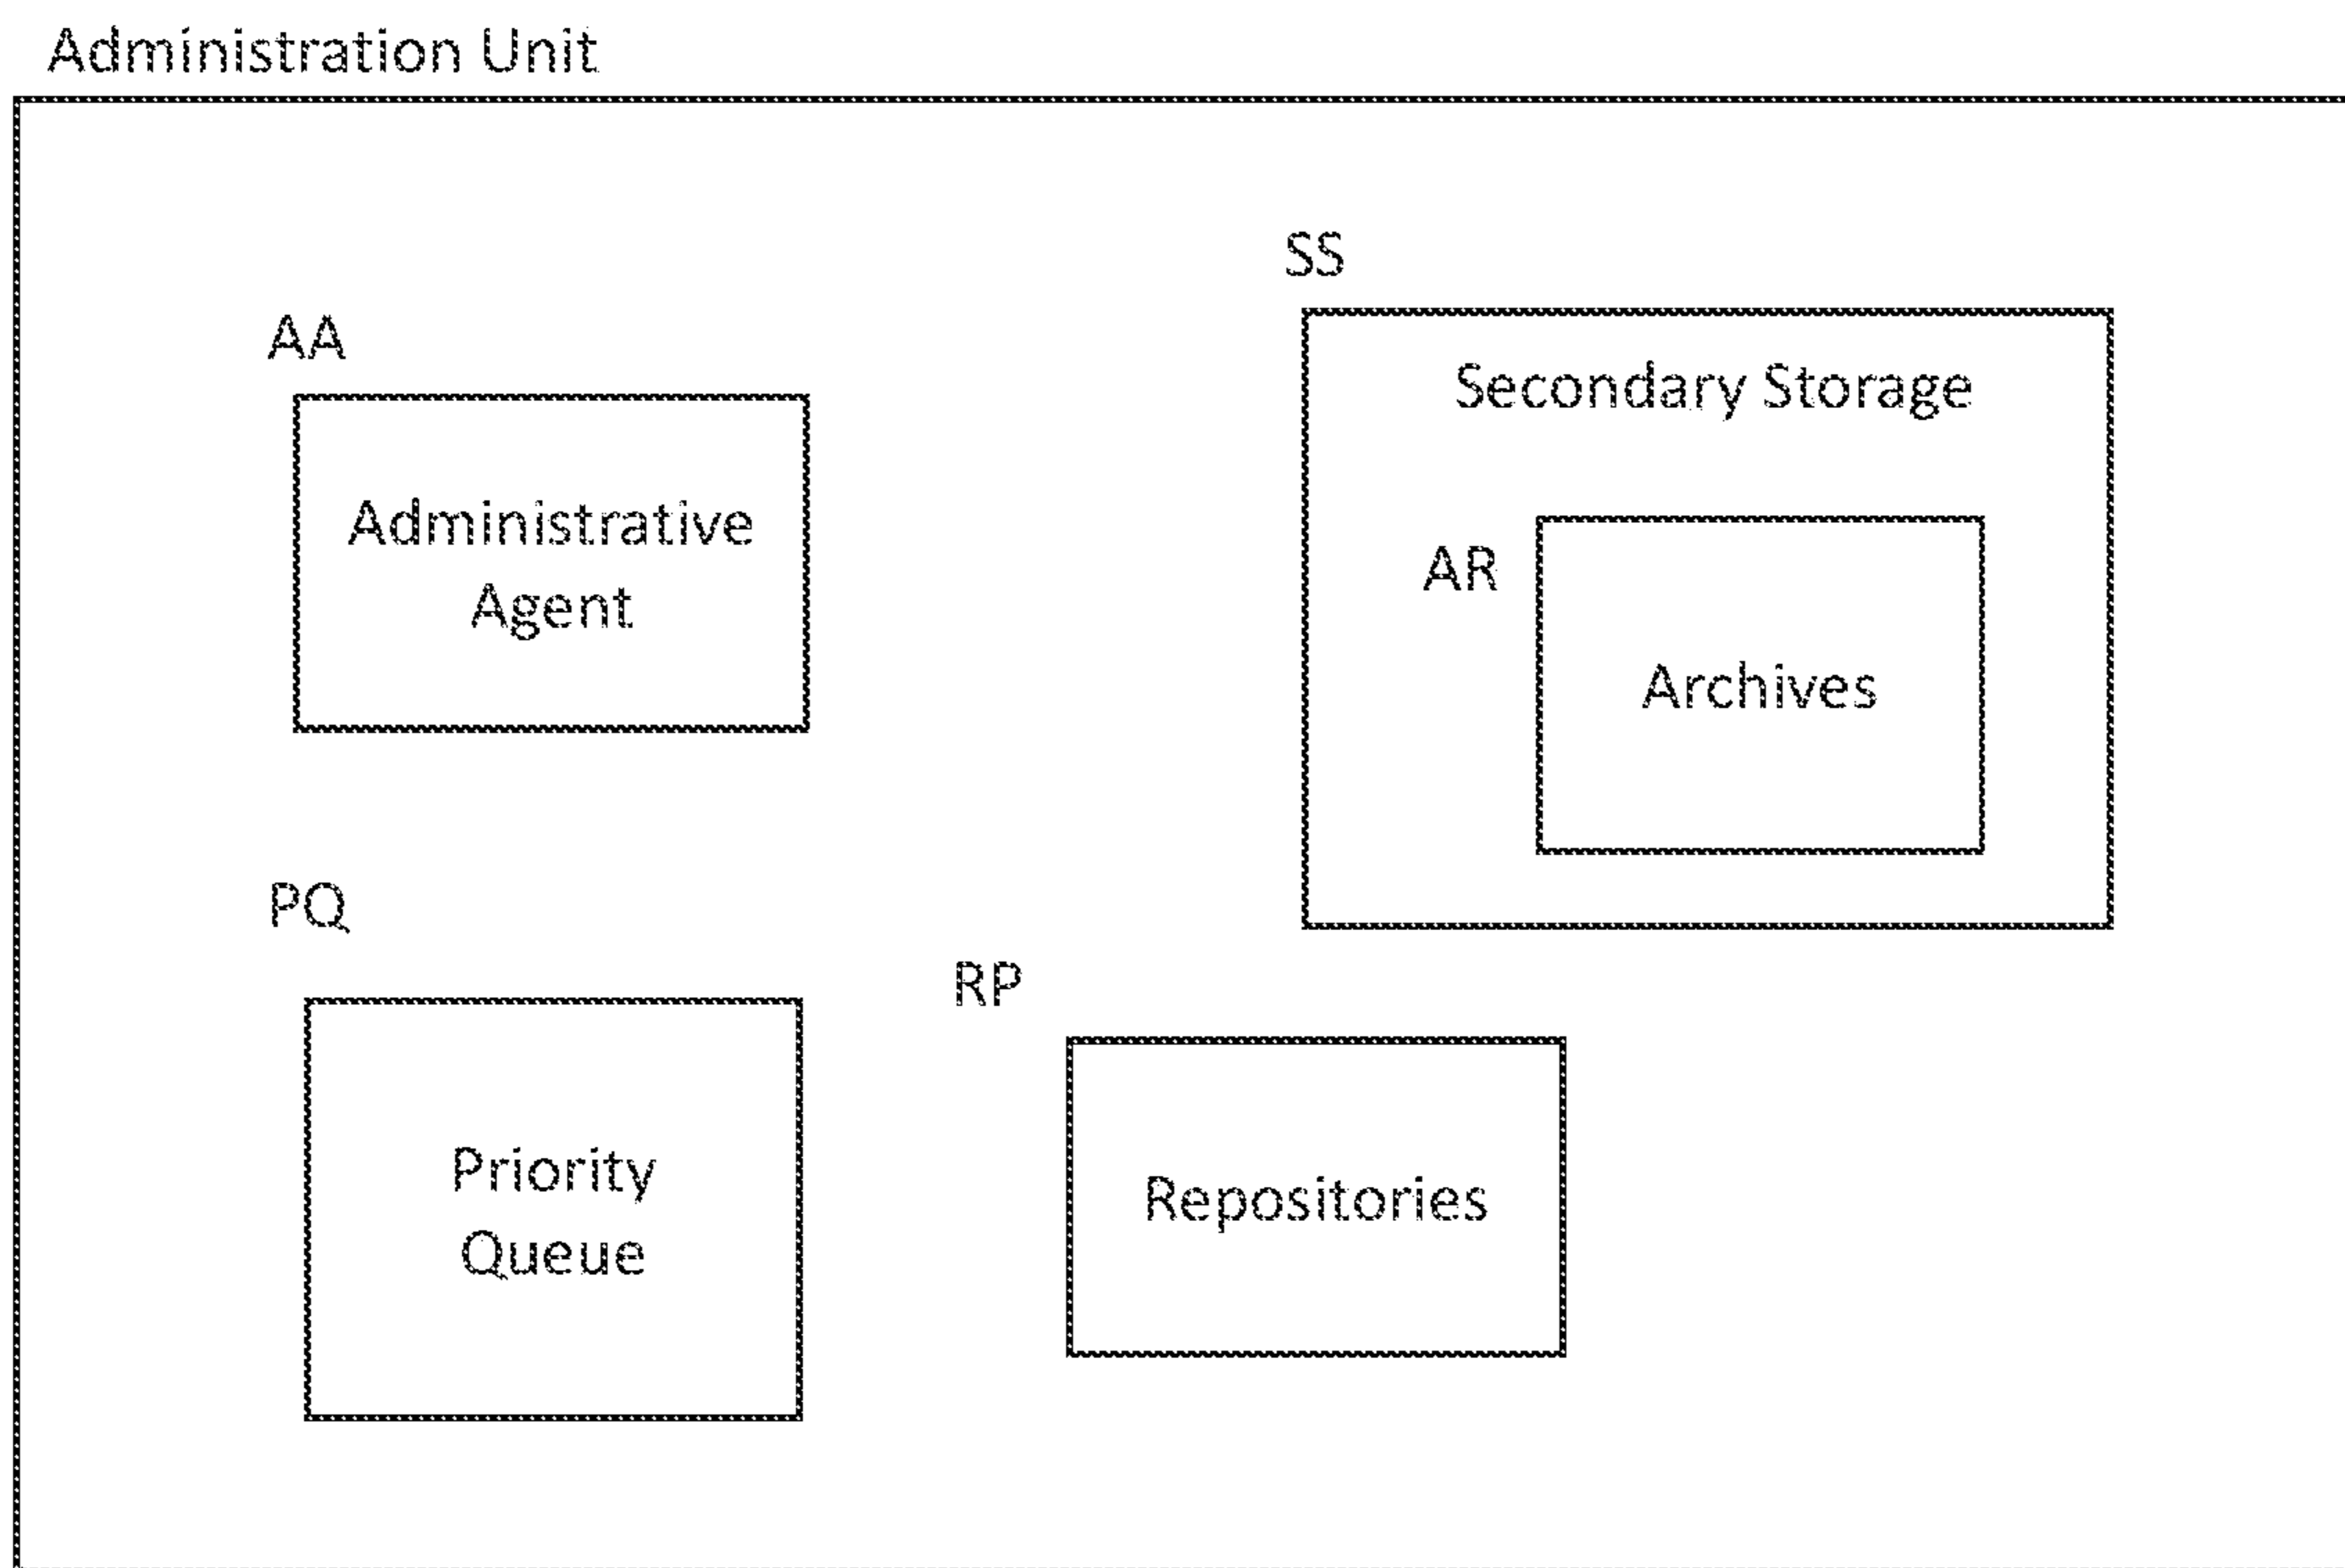 Administration Unit
SS
AA
Secondary Storage
Administrative
Agent
AR
Archives
PQ
RP
Priority
Queue
Repositories